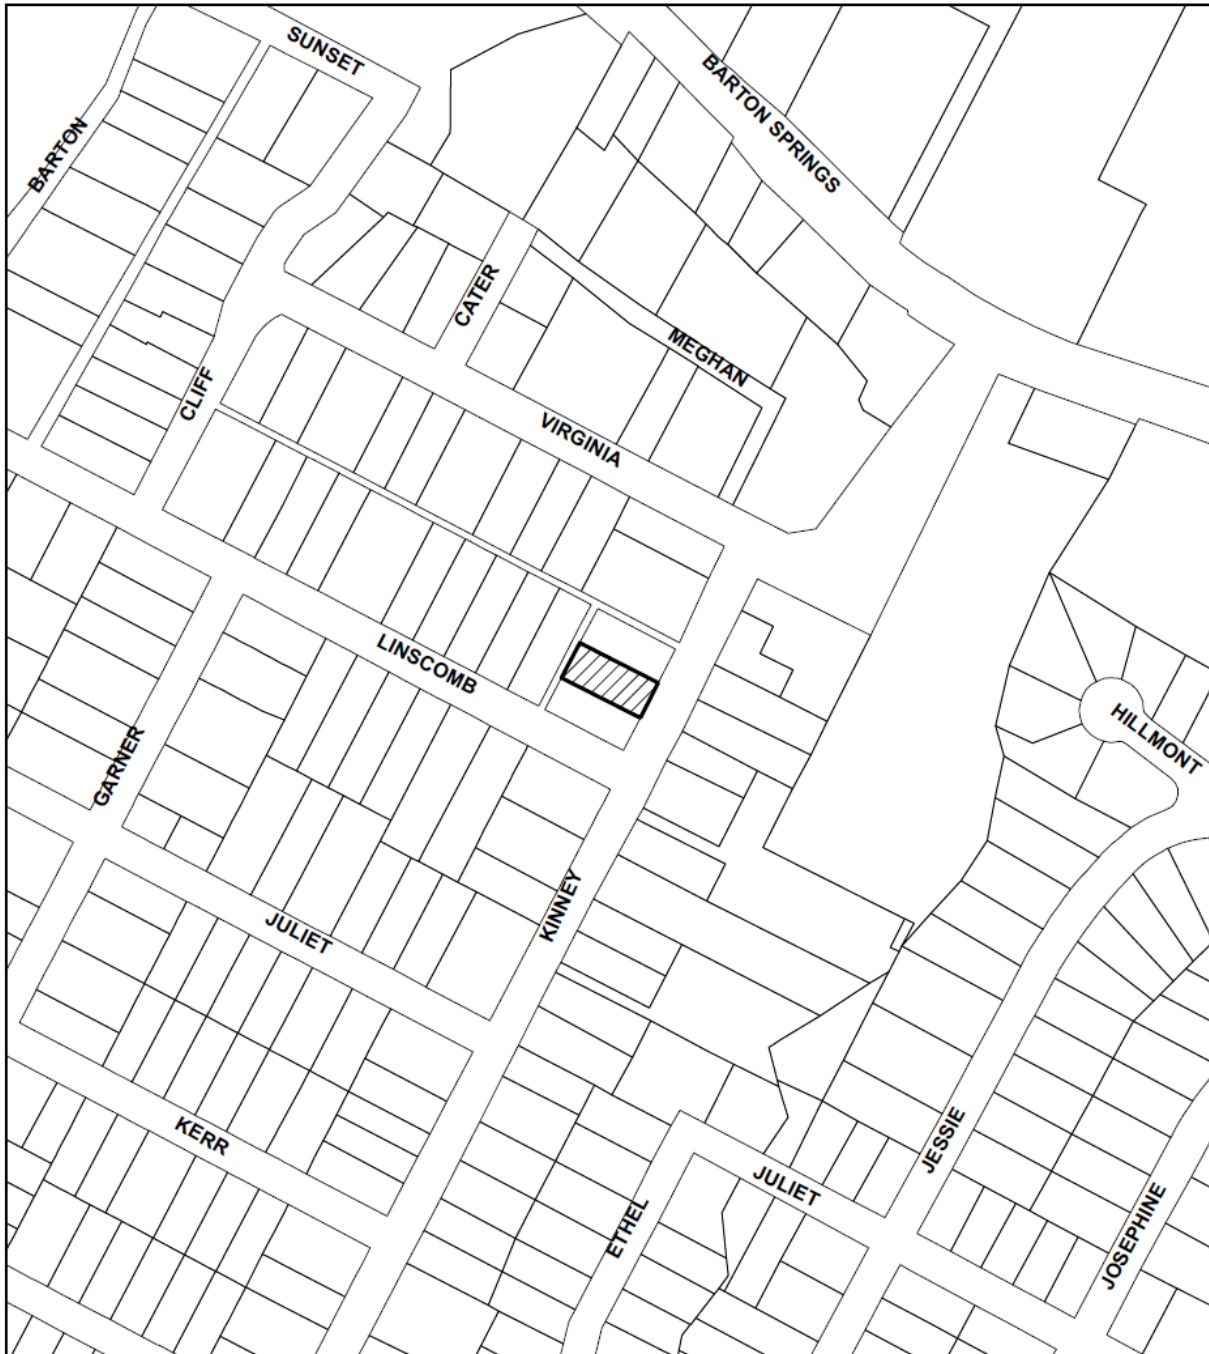 SUNSET
BARTON SPRINGS
BARTON
CATER
MEGHAN
CLIFF
VIRGINIA
LINSCOMB
HILLMONT
GARNER
KINNEY
JULIET
KERR
JESSIE
JULIET
ETHEL
JOSEPHINE